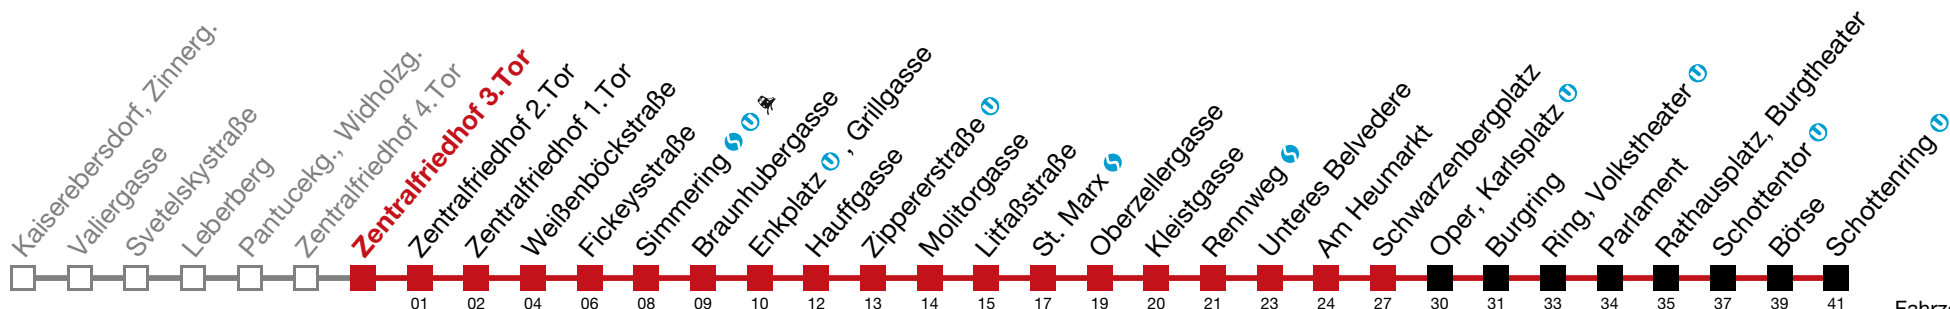 Kaiserebersdorf, Zinnerg.
Valiergasse
Svetelskystraße
Leberberg
Pantucekg., Widholzg.
Zentralfriedhof 4.Tor
Zentralfriedhof 3.Tor
Zentralfriedhof 2.Tor
Zentralfriedhof 1.Tor
Weißenböckstraße
Fickeysstraße
Simmering S U
Braunhubergasse
Enkplatz U , Grillgasse
Hauffgasse
Zippererstraße U
Molitorgasse
Litfaßstraße
St. Marx S
Oberzellergasse
Kleistgasse
Rennweg S
Unteres Belvedere
Am Heumarkt
Schwarzenbergplatz
Oper, Karlsplatz U
Burgring
Ring, Volkstheater U
Parlament
Rathausplatz, Burgtheater
Schottentor U
Börse
Schottenring U
01 02 04 06 08 09 10 12 13 14 15 17 19 20 21 23 24 27 30 31 33 34 35 37 39 41